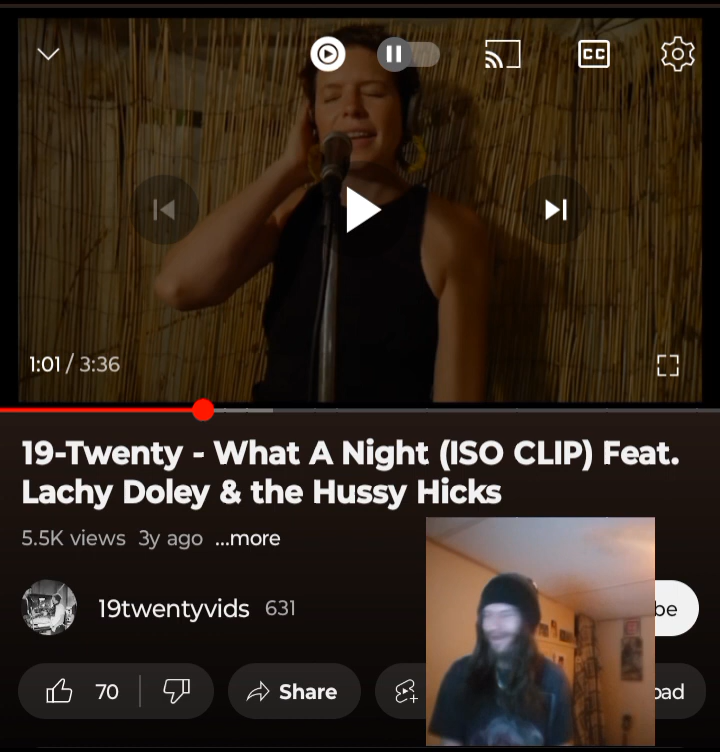 CC
1:01 / 3:36
19-Twenty - What A Night (ISO CLIP) Feat.
Lachy Doley & the Hussy Hicks
5.5K views 3y ago ...more
19twentyvids 631
be
70 Share oad